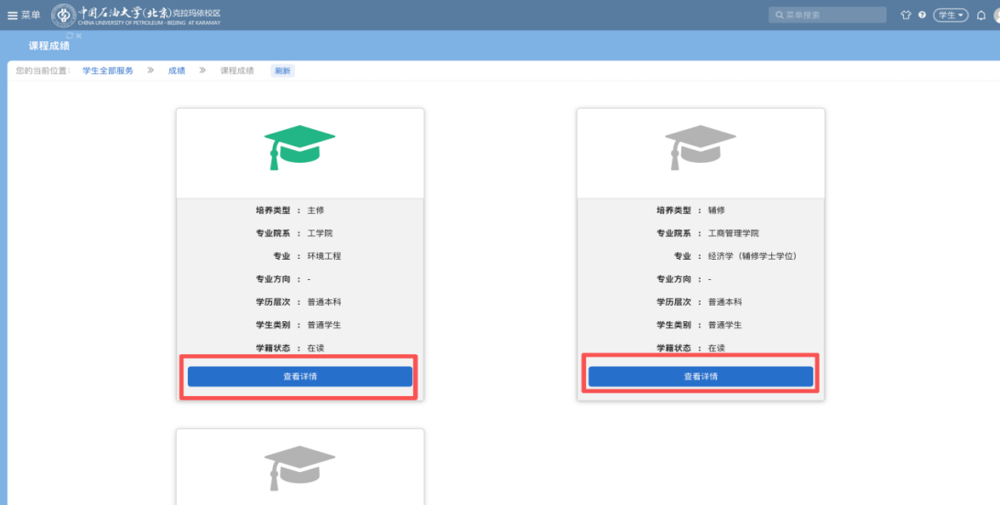 菜单
中国石油大学(北京)克拉玛依校区
CHINA UNIVERSITY OF PETROLEUM - BEIJING AT KARAMAY
菜单搜索
学生
课程成绩
您的当前位置: 学生全部服务 » 成绩 » 课程成绩 刷新
培养类型 : 主修
专业院系 : 工学院
专业 : 环境工程
专业方向 : -
学历层次 : 普通本科
学生类别 : 普通学生
学籍状态 : 在读
查看详情
培养类型 : 辅修
专业院系 : 工商管理学院
专业 : 经济学 (辅修学士学位)
专业方向 : -
学历层次 : 普通本科
学生类别 : 普通学生
学籍状态 : 在读
查看详情